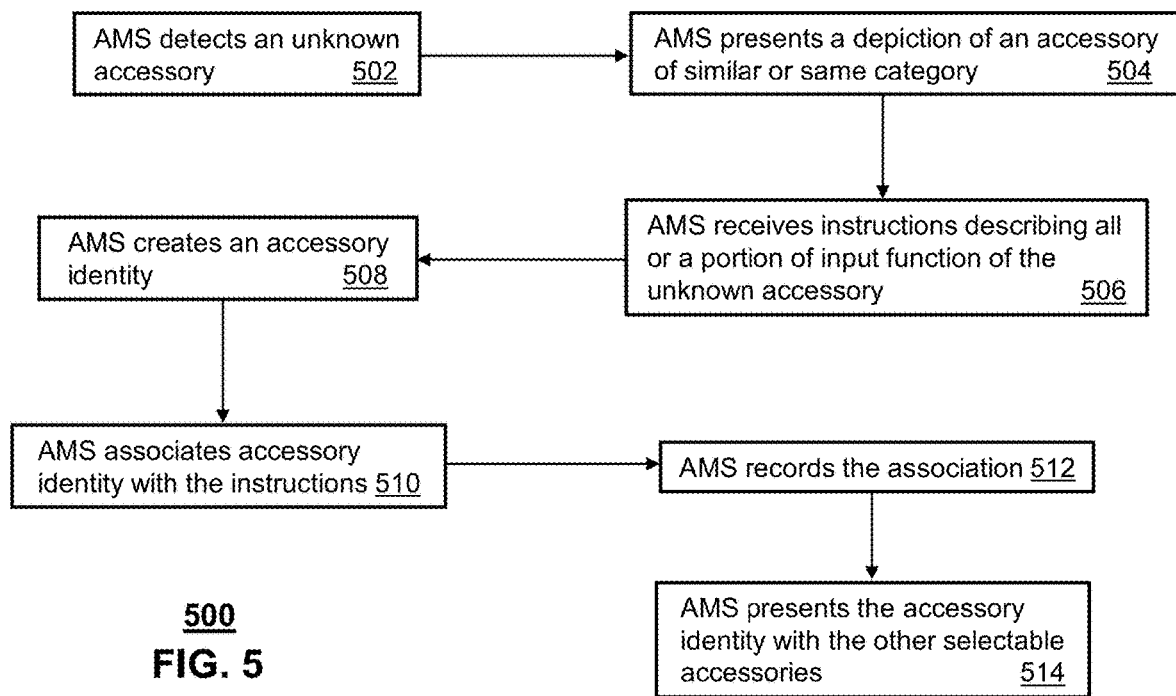 AMS detects an unknown
accessory 502
AMS presents a depiction of an accessory
of similar or same category 504
AMS receives instructions describing all
or a portion of input function of the
unknown accessory 506
AMS creates an accessory
identity 508
AMS associates accessory
identity with the instructions 510
AMS records the association 512
AMS presents the accessory
identity with the other selectable
accessories 514
500
FIG. 5